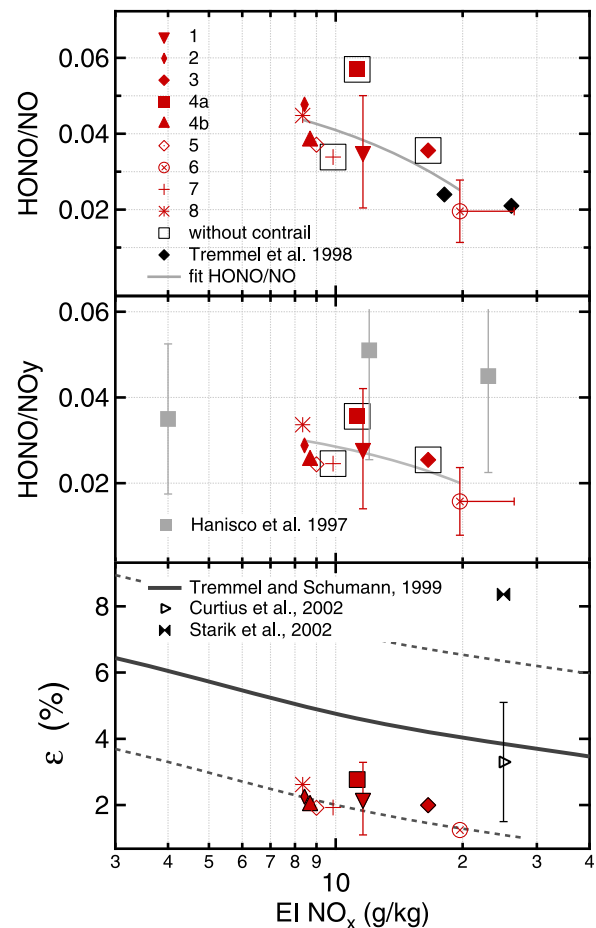 HONO/NO
0.06
0.04
0.02
1
2
3
4a
4b
5
6
7
8
without contrail
Tremmel et al. 1998
fit HONO/NO
HONO/NOy
0.06
0.04
0.02
Hanisco et al. 1997
ε (%)
8
6
4
2
Tremmel and Schumann, 1999
Curtius et al., 2002
Starik et al., 2002
3 4 5 6 7 8 9 2 3 4
10
EI NOx (g/kg)